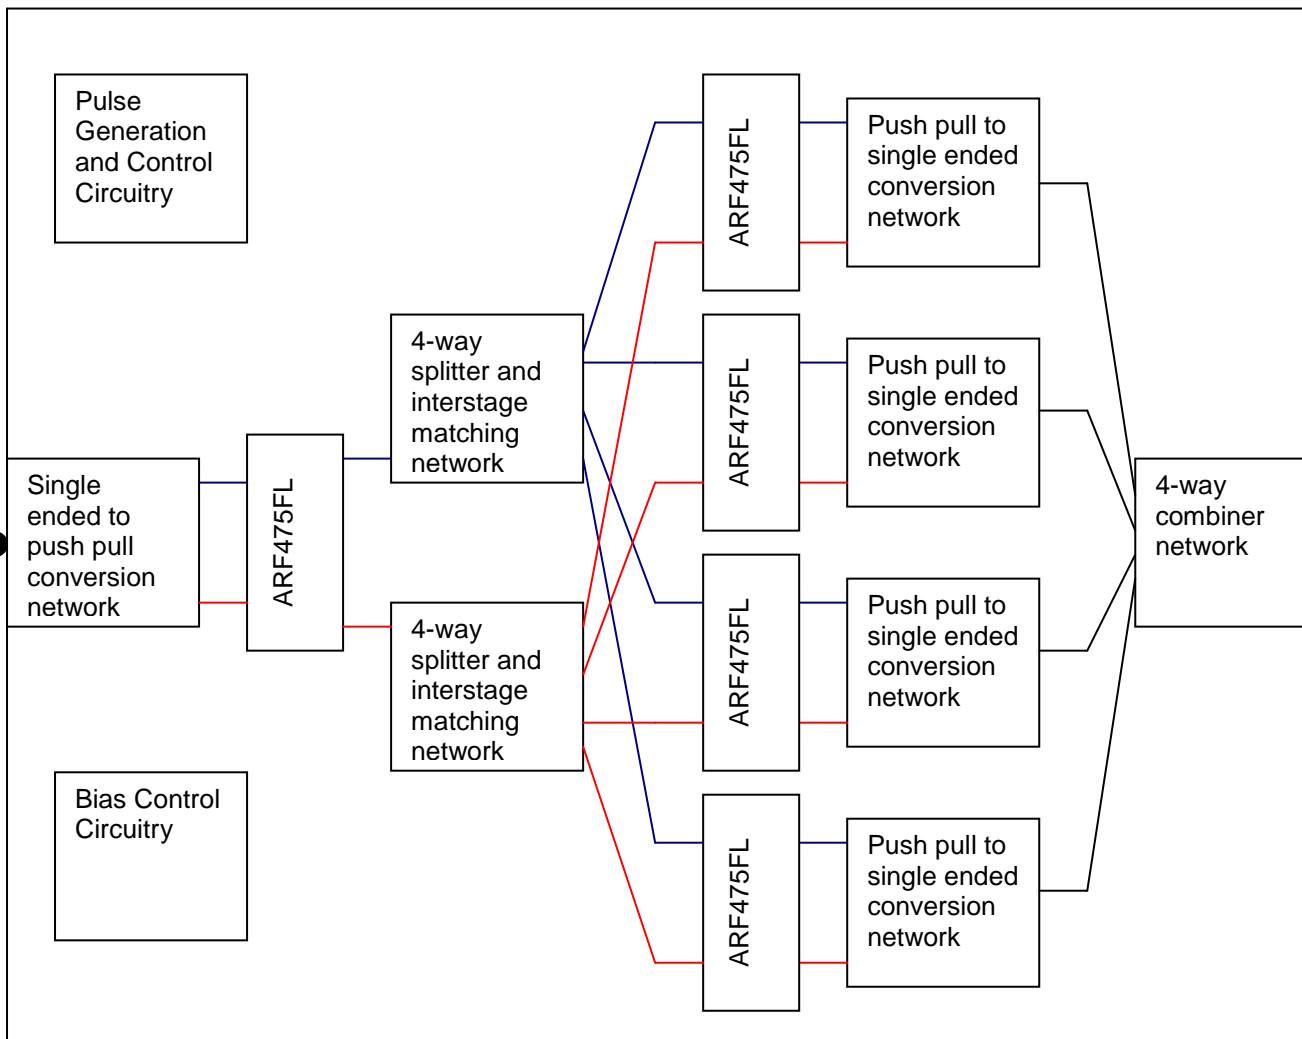 Pulse
Generation
and Control
Circuitry
Single
ended to
push pull
conversion
network
ARF475FL
Bias Control
Circuitry
4-way
splitter and
interstage
matching
network
4-way
splitter and
interstage
matching
network
ARF475FL
Push pull to
single ended
conversion
network
ARF475FL
Push pull to
single ended
conversion
network
ARF475FL
Push pull to
single ended
conversion
network
ARF475FL
Push pull to
single ended
conversion
network
4-way
combiner
network